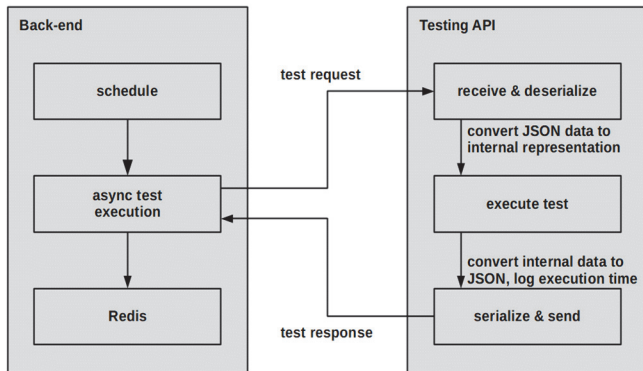 Back-end
schedule
async test
execution
Redis
test request
test response
Testing API
receive & deserialize
convert JSON data to
internal representation
execute test
convert internal data to
JSON, log execution time
serialize & send